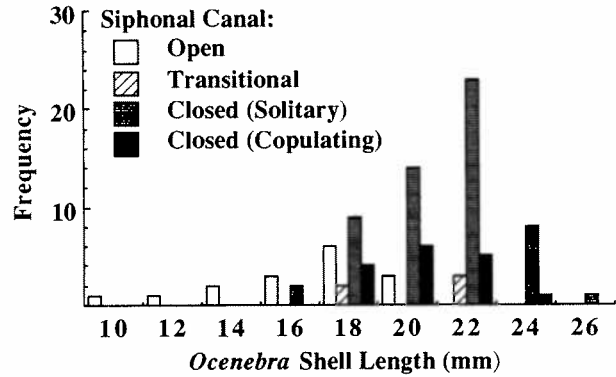 30
20
10
Frequency
Siphonal Canal:
Open
Transitional
Closed (Solitary)
Closed (Copulating)
10 12 14 16 18 20 22 24 26
Ocenebra Shell Length (mm)